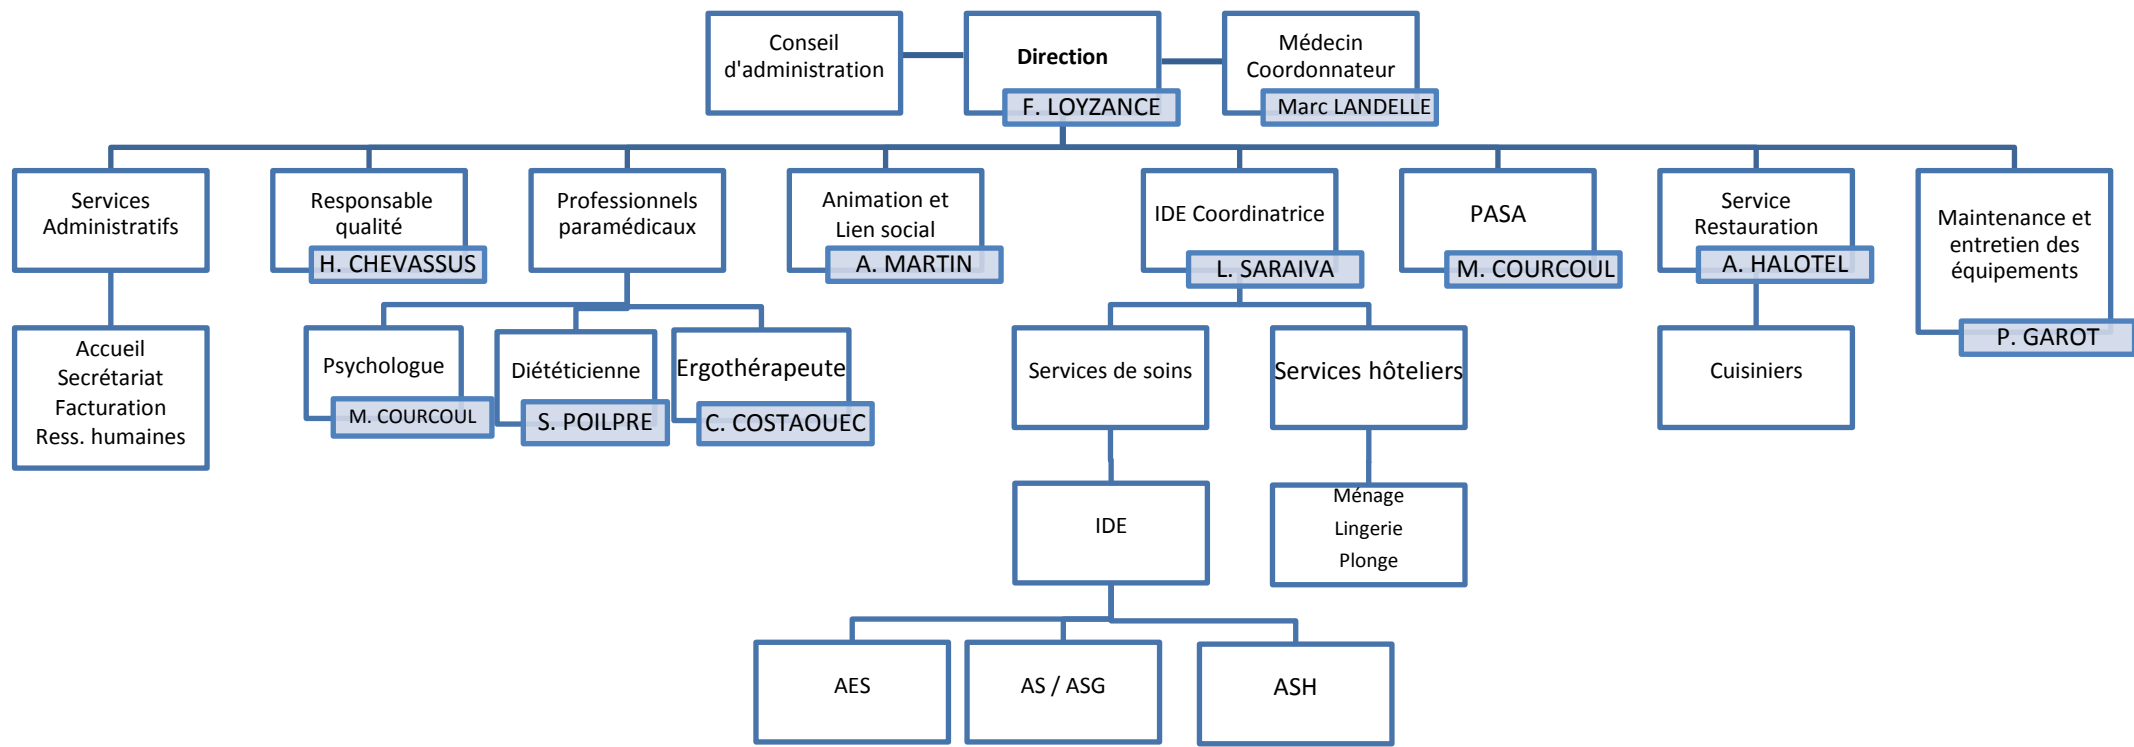 Conseil
d'administration
Direction
F. LOYZANCE
Médecin
Coordonnateur
Marc LANDELLE
Services
Administratifs
Responsable
qualité
H. CHEVASSUS
Professionnels
paramédicaux
Animation et
Lien social
A. MARTIN
IDE Coordinatrice
L. SARAIVA
PASA
M. COURCOUL
Service
Restauration
A. HALOTEL
Maintenance et
entretien des
équipements
P. GAROT
Accueil
Secrétariat
Facturation
Ress. humaines
Psychologue
M. COURCOUL
Diététicienne
S. POILPRE
Ergothérapeute
C. COSTAOUEC
Services de soins
Services hôteliers
Cuisiniers
IDE
Ménage
Lingerie
Plonge
AES
AS / ASG
ASH